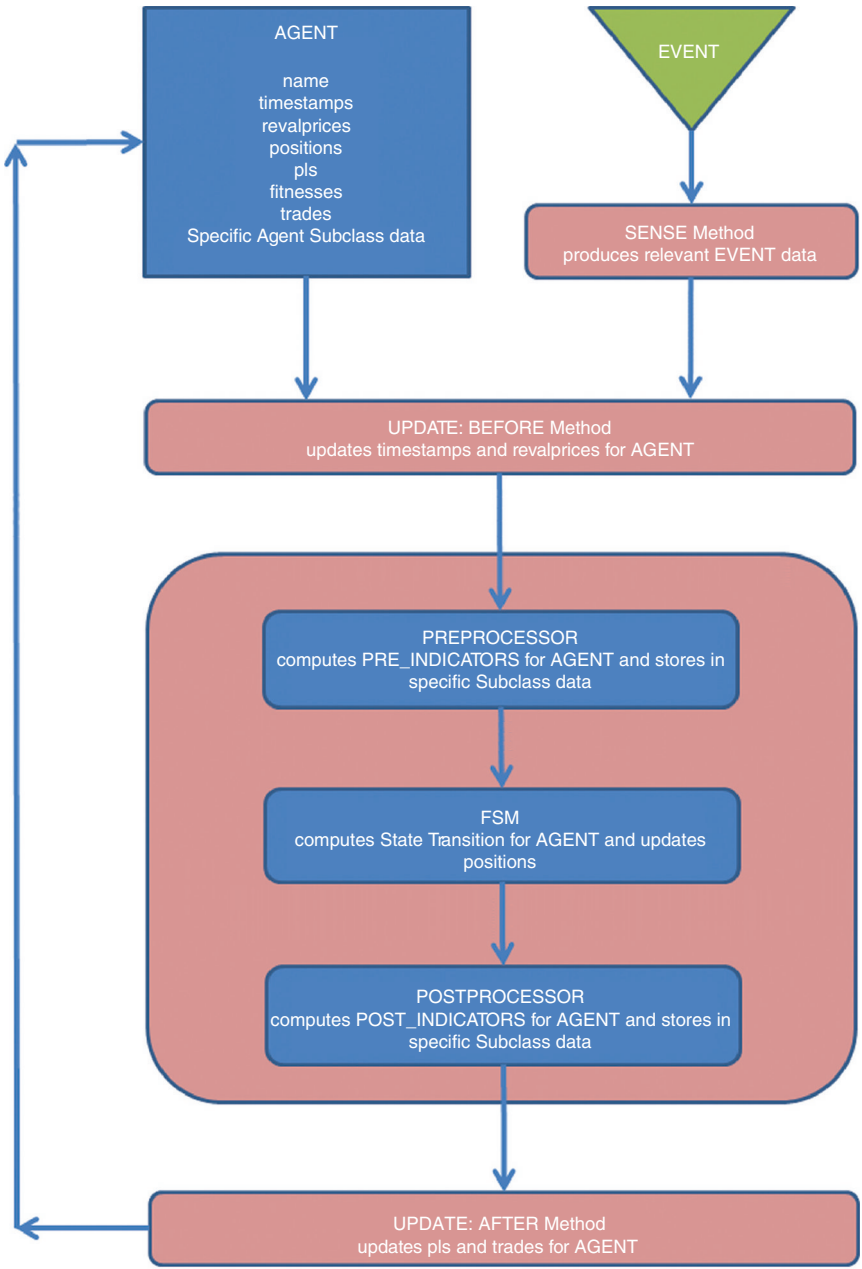 AGENT
name
timestamps
revalprices
positions
pls
fitnesses
trades
Specific Agent Subclass data
EVENT
SENSE Method
produces relevant EVENT data
UPDATE: BEFORE Method
updates timestamps and revalprices for AGENT
PREPROCESSOR
computes PRE_INDICATORS for AGENT and stores in
specific Subclass data
FSM
computes State Transition for AGENT and updates
positions
POSTPROCESSOR
computes POST_INDICATORS for AGENT and stores in
specific Subclass data
UPDATE: AFTER Method
updates pls and trades for AGENT